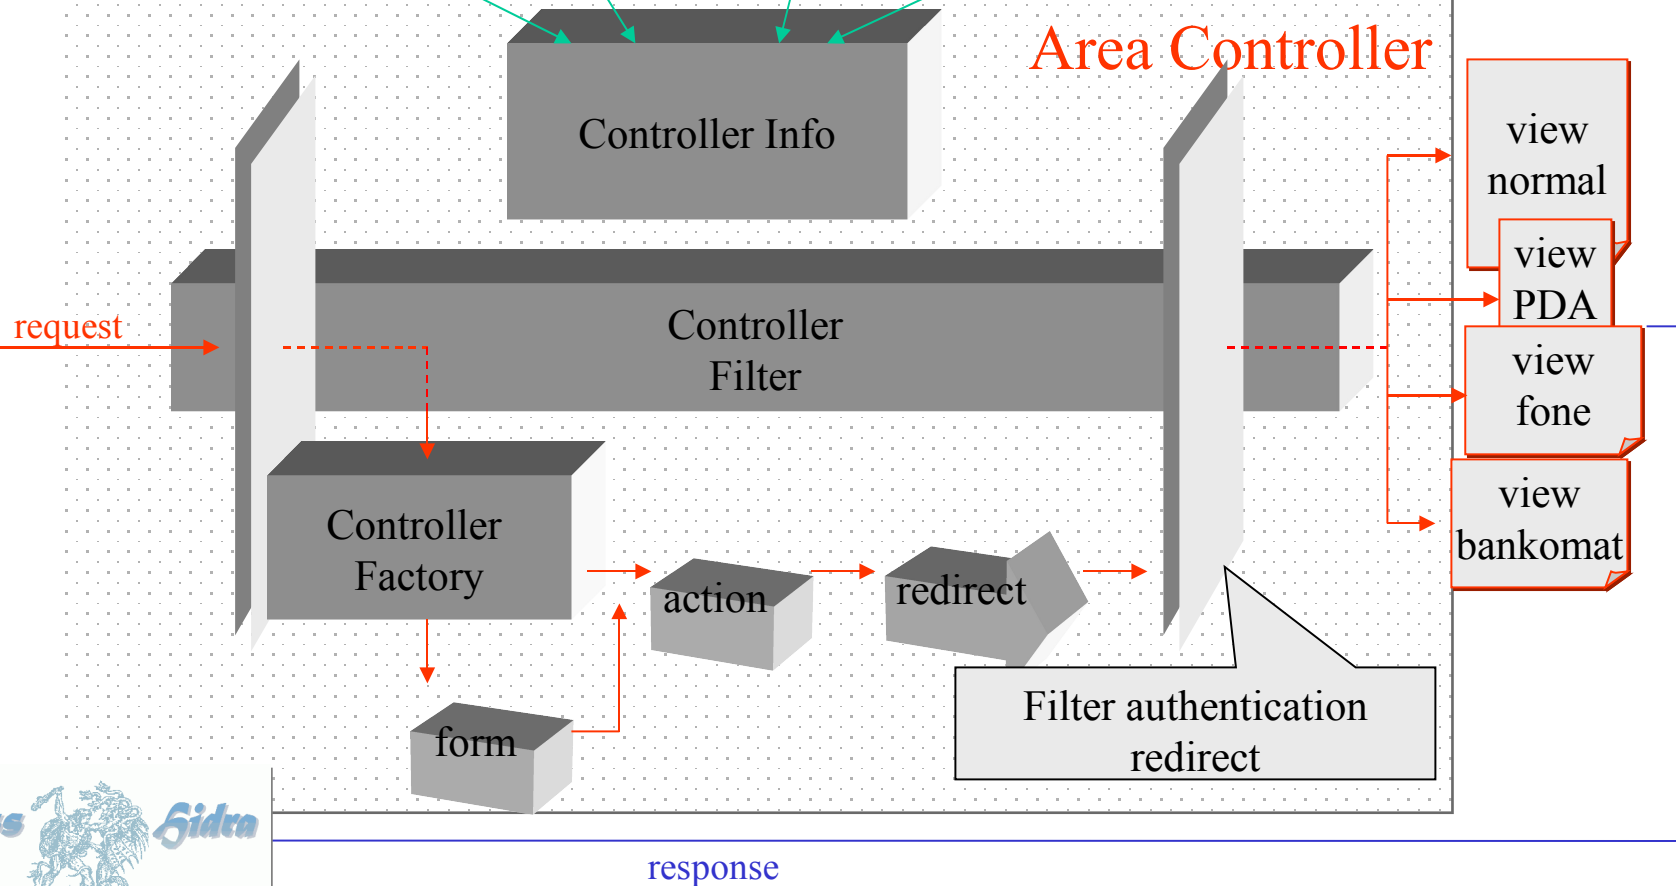 Area Controller
Controller Info
view
normal
view
PDA
request
Controller
Filter
view
fone
view
bankomat
Controller
Factory
action
redirect
form
Filter authentication
redirect
Hidra
response